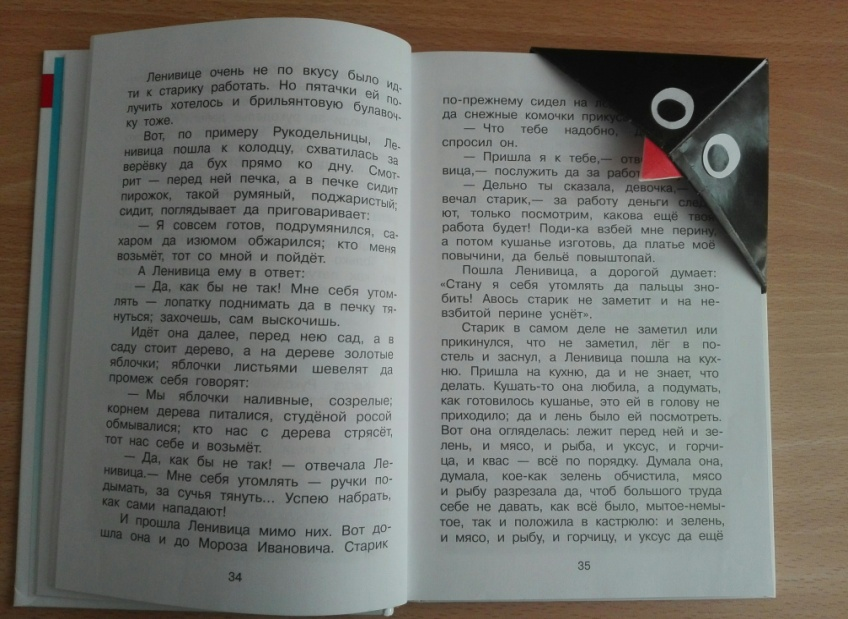 Ленивице очень не по вкусу было ид-
ти к старику работать. Но пятачки ей по-
лучить хотелось и брильянтовую булавоч-
ку тоже.
Вот, по примеру Рукодельницы, Ле-
нивица пошла к колодцу, схватилась за
верёвку да бух прямо ко дну. Смот-
рит — перед ней печка, а в печке сидит
пирожок, такой румяный, поджаристый;
сидит, поглядывает да приговаривает:
— Я совсем готов, подрумянился, са-
харом да изюмом обжарился; кто меня
возьмёт, тот со мной и пойдёт.
А Ленивица ему в ответ:
— Да, как бы не так! Мне себя утом-
лять — лопатку поднимать да в печку тя-
нуться; захочешь, сам выскочишь.
Идёт она далее, перед нею сад, а в
саду стоит дерево, а на дереве золотые
яблочки; яблочки листьями шевелят да
промеж себя говорят:
— Мы яблочки наливные, созрелые;
корнем дерева питалися, студёной росой
обмывалися; кто нас с дерева стрясёт,
тот нас себе и возьмёт.
— Да, как бы не так! — отвечала Ле-
нивица.— Мне себя утомлять — ручки по-
дымать, за сучья тянуть... Успею набрать,
как сами нападают!
И прошла Ленивица мимо них. Вот до-
шла она и до Мороза Ивановича. Старик
34
по-прежнему сидел на
да снежные комочки
— Что тебе надобно,
спросил он.
— Пришла я к тебе,—
вица,— послужить да за
— Дельно ты сказала, девочка,—
вечал старик,— за работу деньги
ют, только посмотрим, какова ещё
работа будет! Поди-ка взбей мне перину,
а потом кушанье изготовь, да платье моё
повычини, да бельё повыштопай.
Пошла Ленивица, а дорогой думает:
«Стану я себя утомлять да пальцы зно-
бить! Авось старик не заметит и на не-
взбитой перине уснёт».
Старик в самом деле не заметил или
прикинулся, что не заметил, лёг в по-
стель и заснул, а Ленивица пошла на кух-
ню. Пришла на кухню, да и не знает, что
делать. Кушать-то она любила, а подумать,
как готовилось кушанье, это ей в голову не
приходило; да и лень было ей посмотреть.
Вот она огляделась: лежит перед ней и зе-
лень, и мясо, и рыба, и уксус, и горчи-
ца, и квас — всё по порядку. Думала она,
думала, кое-как зелень обчистила, мясо
и рыбу разрезала да, чтоб большого труда
себе не давать, как всё было, мытое-немы-
тое, так и положила в кастрюлю: и зелень,
и мясо, и рыбу, и горчицу, и уксус да ещё
35